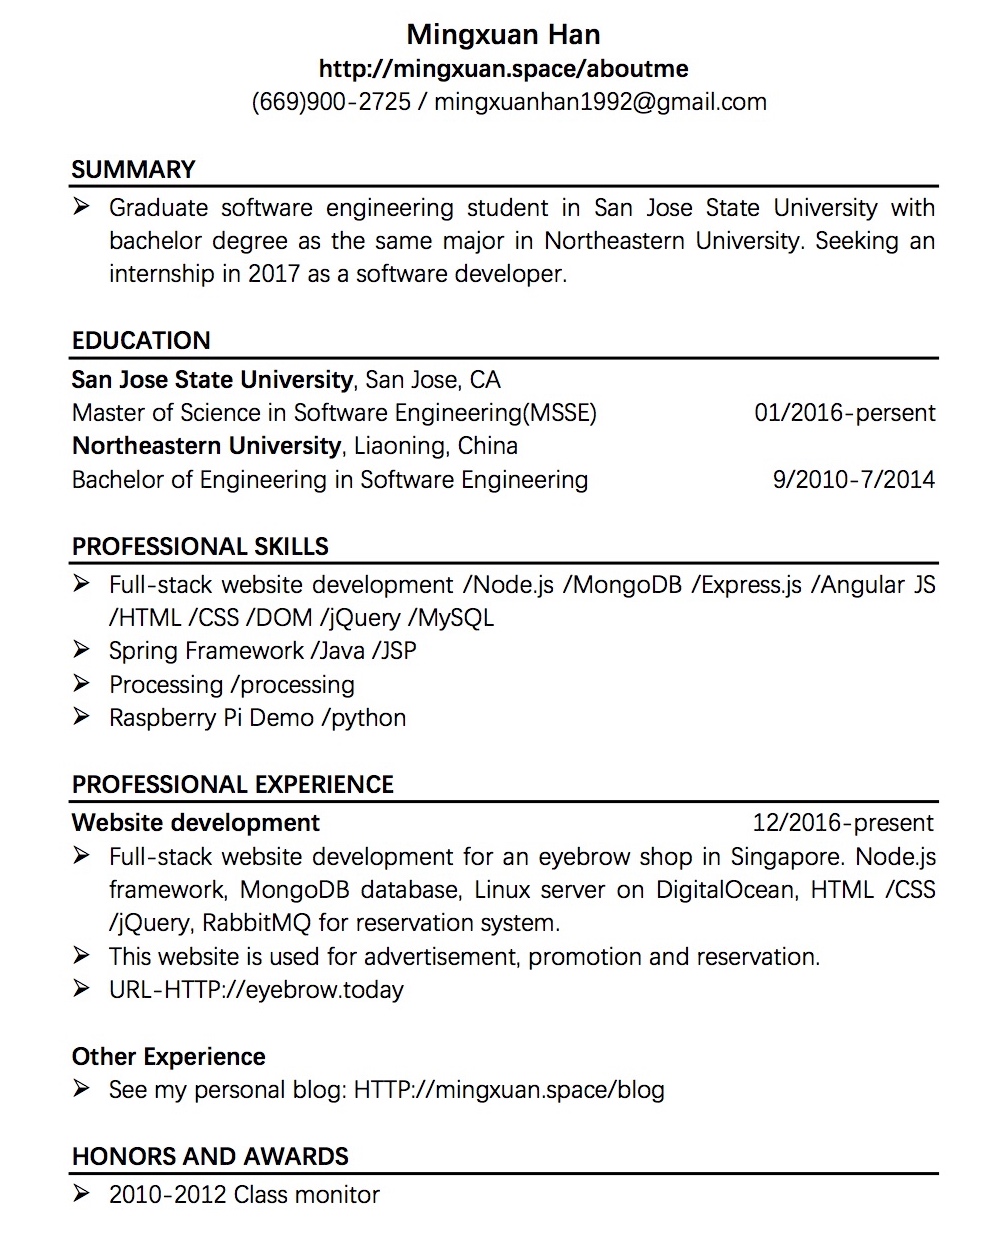 Mingxuan Han
http://mingxuan.space/aboutme
(669)900-2725 / mingxuanhan1992@gmail.com
SUMMARY
➢ Graduate software engineering student in San Jose State University with
bachelor degree as the same major in Northeastern University. Seeking an
internship in 2017 as a software developer.
EDUCATION
San Jose State University, San Jose, CA
Master of Science in Software Engineering(MSSE) 01/2016-persent
Northeastern University, Liaoning, China
Bachelor of Engineering in Software Engineering 9/2010-7/2014
PROFESSIONAL SKILLS
➢ Full-stack website development /Node.js /MongoDB /Express.js /Angular JS
/HTML /CSS /DOM /jQuery /MySQL
➢ Spring Framework /Java /JSP
➢ Processing /processing
➢ Raspberry Pi Demo /python
PROFESSIONAL EXPERIENCE
Website development 12/2016-present
➢ Full-stack website development for an eyebrow shop in Singapore. Node.js
framework, MongoDB database, Linux server on DigitalOcean, HTML /CSS
/jQuery, RabbitMQ for reservation system.
➢ This website is used for advertisement, promotion and reservation.
➢ URL-HTTP://eyebrow.today
Other Experience
➢ See my personal blog: HTTP://mingxuan.space/blog
HONORS AND AWARDS
➢ 2010-2012 Class monitor